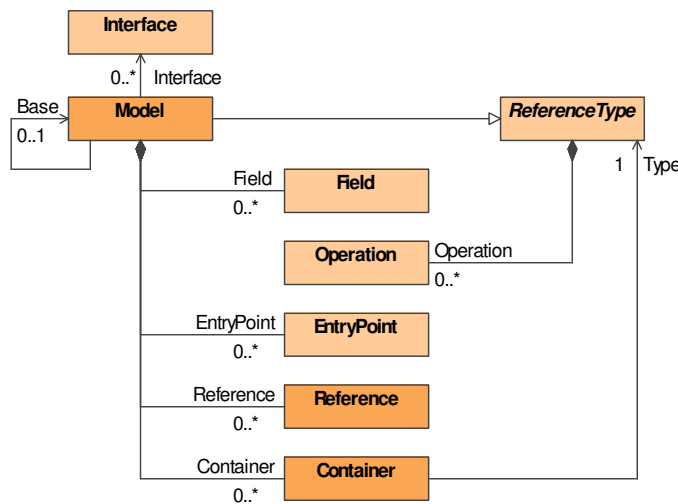 Interface
0..* Interface
Base
Model
ReferenceType
0..1
1 Type
Field
Field
0..*
Operation
Operation
0..*
EntryPoint
EntryPoint
0..*
Reference
Reference
0..*
Container
Container
0..*